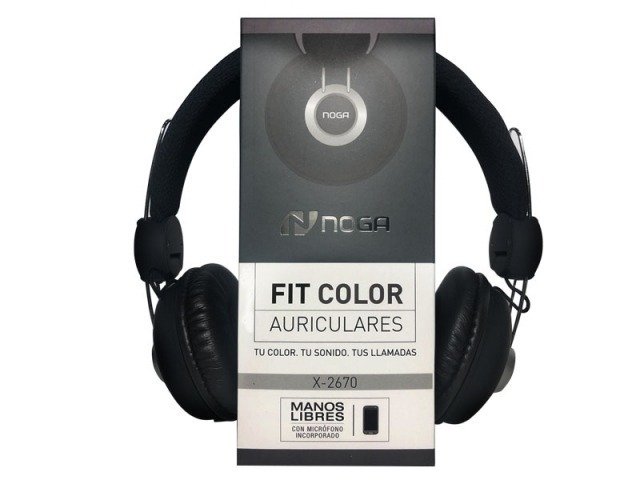 NOGA
NOGA
FIT COLOR
AURICULARES
TU COLOR. TU SONIDO. TUS LLAMADAS
X-2670
MANOS
LIBRES
CON MICRÓFONO
INCORPORADO